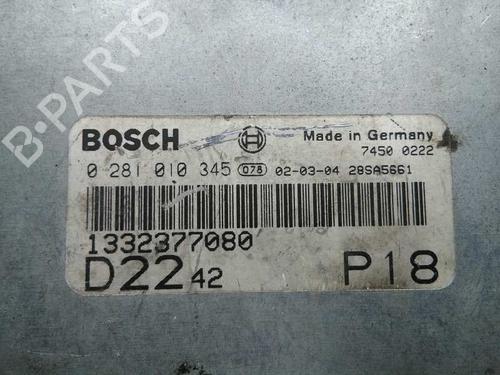 B-PARTS
BOSCH Made in Germany
7450 0222
0 281 010 345 078 02-03-04 28SA5661
1332377080
D22 42 P18